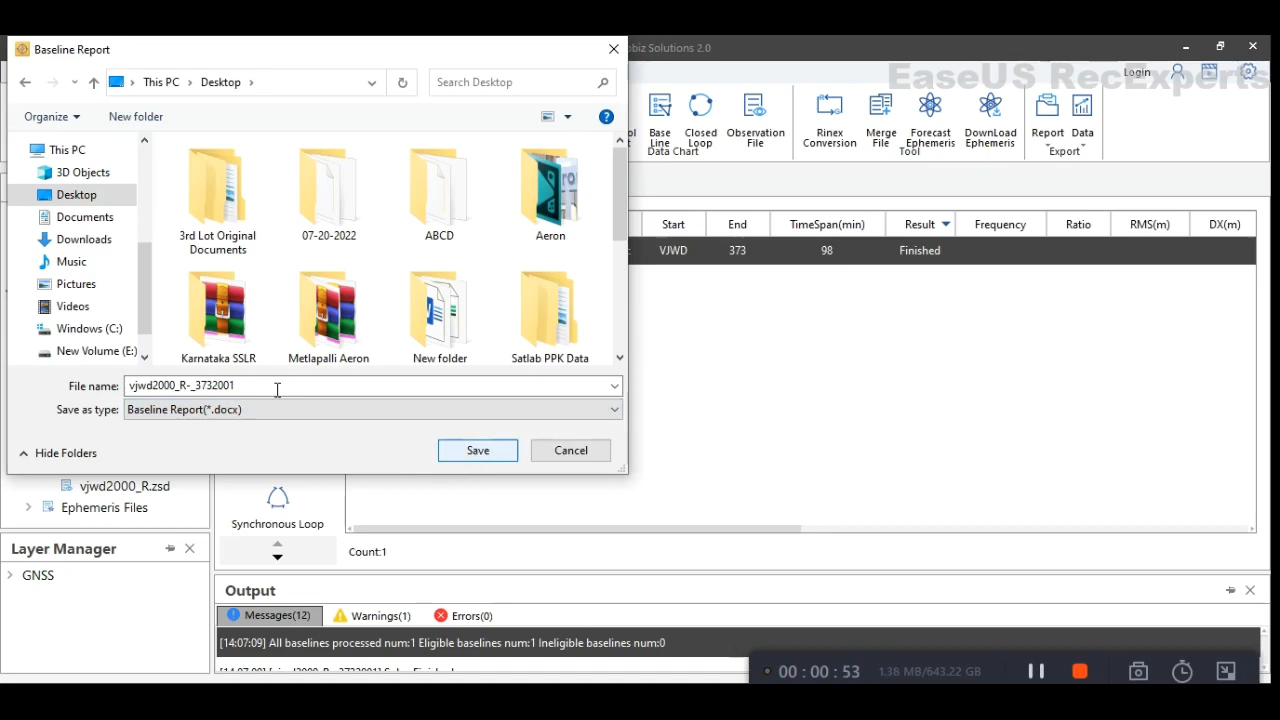 Baseline Report
obiz Solutions 2.0
EaseUS RecExperts
This PC
Desktop
Search Desktop
Login
Organize
New folder
Base Line
Closed Loop
Observation File
Rinex Conversion
Merge File
Forecast Ephemeris
DownLoad Ephemeris
Report
Data
Data Chart
Tool
Export
This PC
3D Objects
Desktop
Documents
Downloads
Music
Pictures
Videos
Windows (C:)
New Volume (E:)
3rd Lot Original Documents
07-20-2022
ABCD
Aeron
Karnataka SSLR
Metlapalli Aeron
New folder
Satlab PPK Data
Start
End
TimeSpan(min)
Result
Frequency
Ratio
RMS(m)
DX(m)
VJWD
373
98
Finished
File name:
vjwd2000_R-_3732001
Save as type:
Baseline Report(*.docx)
Hide Folders
Save
Cancel
vjwd2000_R.zsd
Ephemeris Files
Synchronous Loop
Layer Manager
GNSS
Count:1
Output
Messages(12)
Warnings(1)
Errors(0)
[14:07:09] All baselines processed num:1 Eligible baselines num:1 Ineligible baselines num:0
00:00:53
1.38 MB/643.22 GB